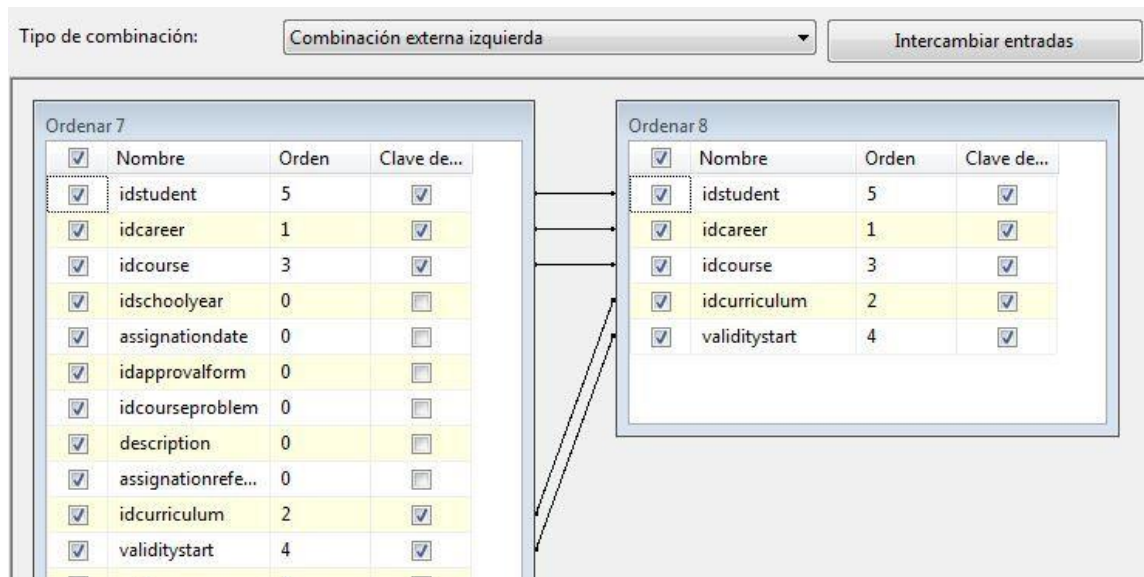 Tipo de combinación: Combinación externa izquierda Intercambiar entradas
Ordenar 7
Nombre Orden Clave de...
idstudent 5
idcareer 1
idcourse 3
idschoolyear 0
assignationdate 0
idapprovalform 0
idcourseproblem 0
description 0
assignationrefe... 0
idcurriculum 2
validitystart 4
Ordenar 8
Nombre Orden Clave de...
idstudent 5
idcareer 1
idcourse 3
idcurriculum 2
validitystart 4